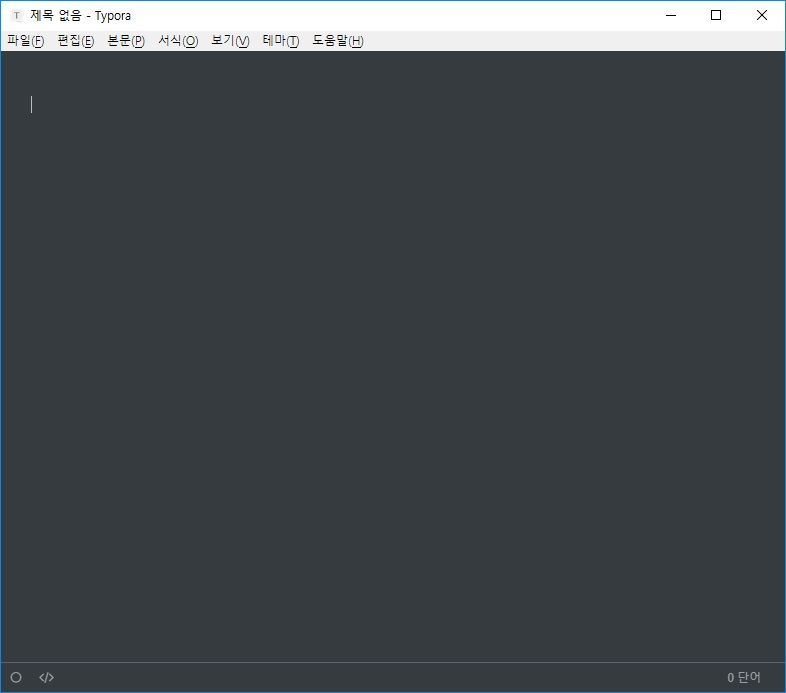 T 제목 없음 - Typora
파일(F) 편집(E) 본문(P) 서식(O) 보기(V) 테마(T) 도움말(H)
</> 0 단어